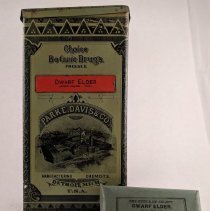 Choice
Botanic Drugs.
PRESSED
DWARF ELDER
PARKE, DAVIS & CO.
MANUFACTURING CHEMISTS.
DETROIT, MICH.
U.S.A.
DWARF ELDER.